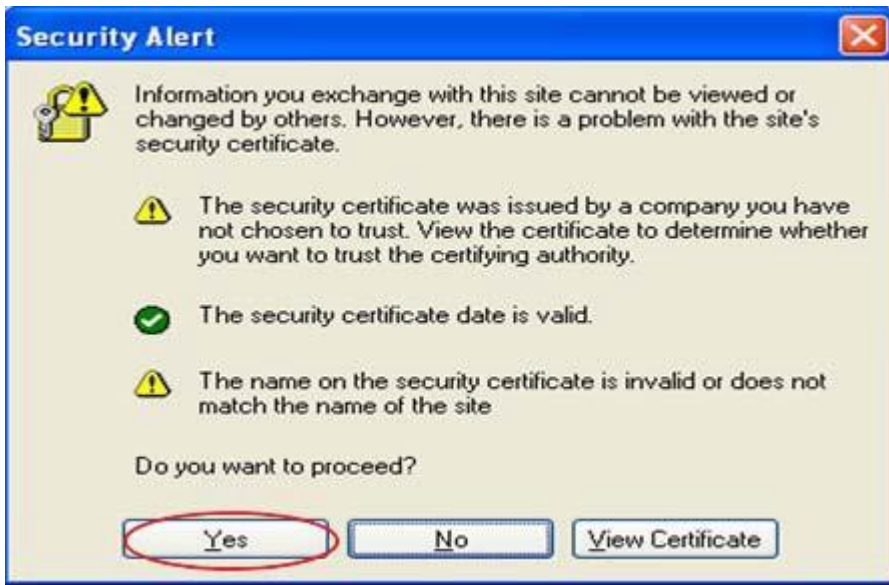 Security Alert
Information you exchange with this site cannot be viewed or
changed by others. However, there is a problem with the site's
security certificate.
The security certificate was issued by a company you have
not chosen to trust. View the certificate to determine whether
you want to trust the certifying authority.
The security certificate date is valid.
The name on the security certificate is invalid or does not
match the name of the site
Do you want to proceed?
Yes No View Certificate